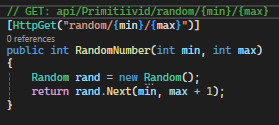 // GET: api/Primitiivid/random/{min}/{max}
[HttpGet("random/{min}/{max}")]
0 references
public int RandomNumber(int min, int max)
{
Random rand = new Random();
return rand.Next(min, max + 1);
}